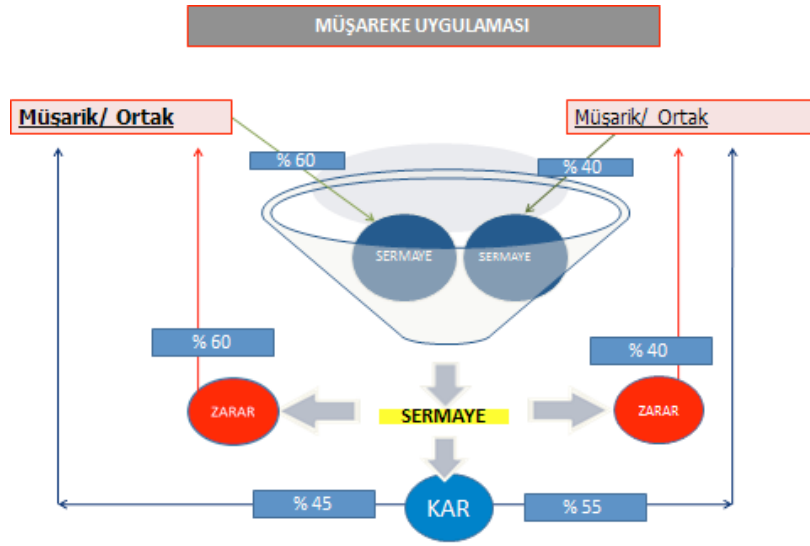 MÜŞAREKE UYGULAMASI
Müşarik/ Ortak
Müşarik/ Ortak
% 60
% 40
SERMAYE
SERMAYE
% 60
% 40
ZARAR
SERMAYE
ZARAR
% 45
KAR
% 55